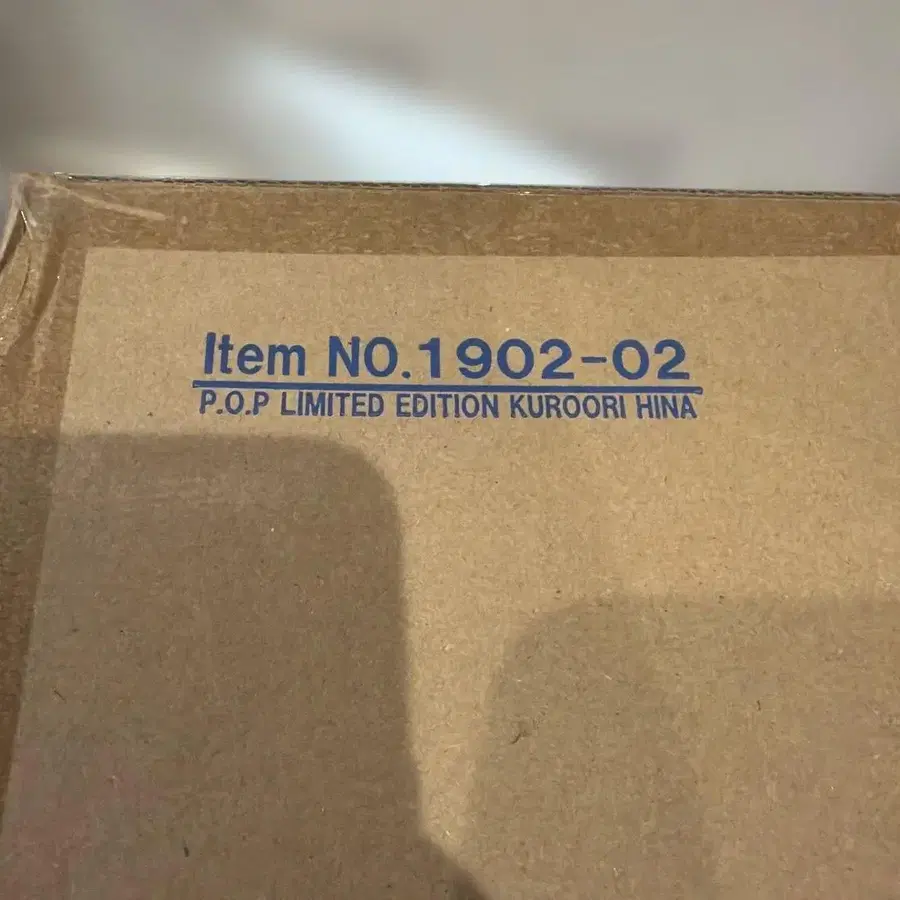 Item NO.1902-02
P.O.P LIMITED EDITION KUROORI HINA